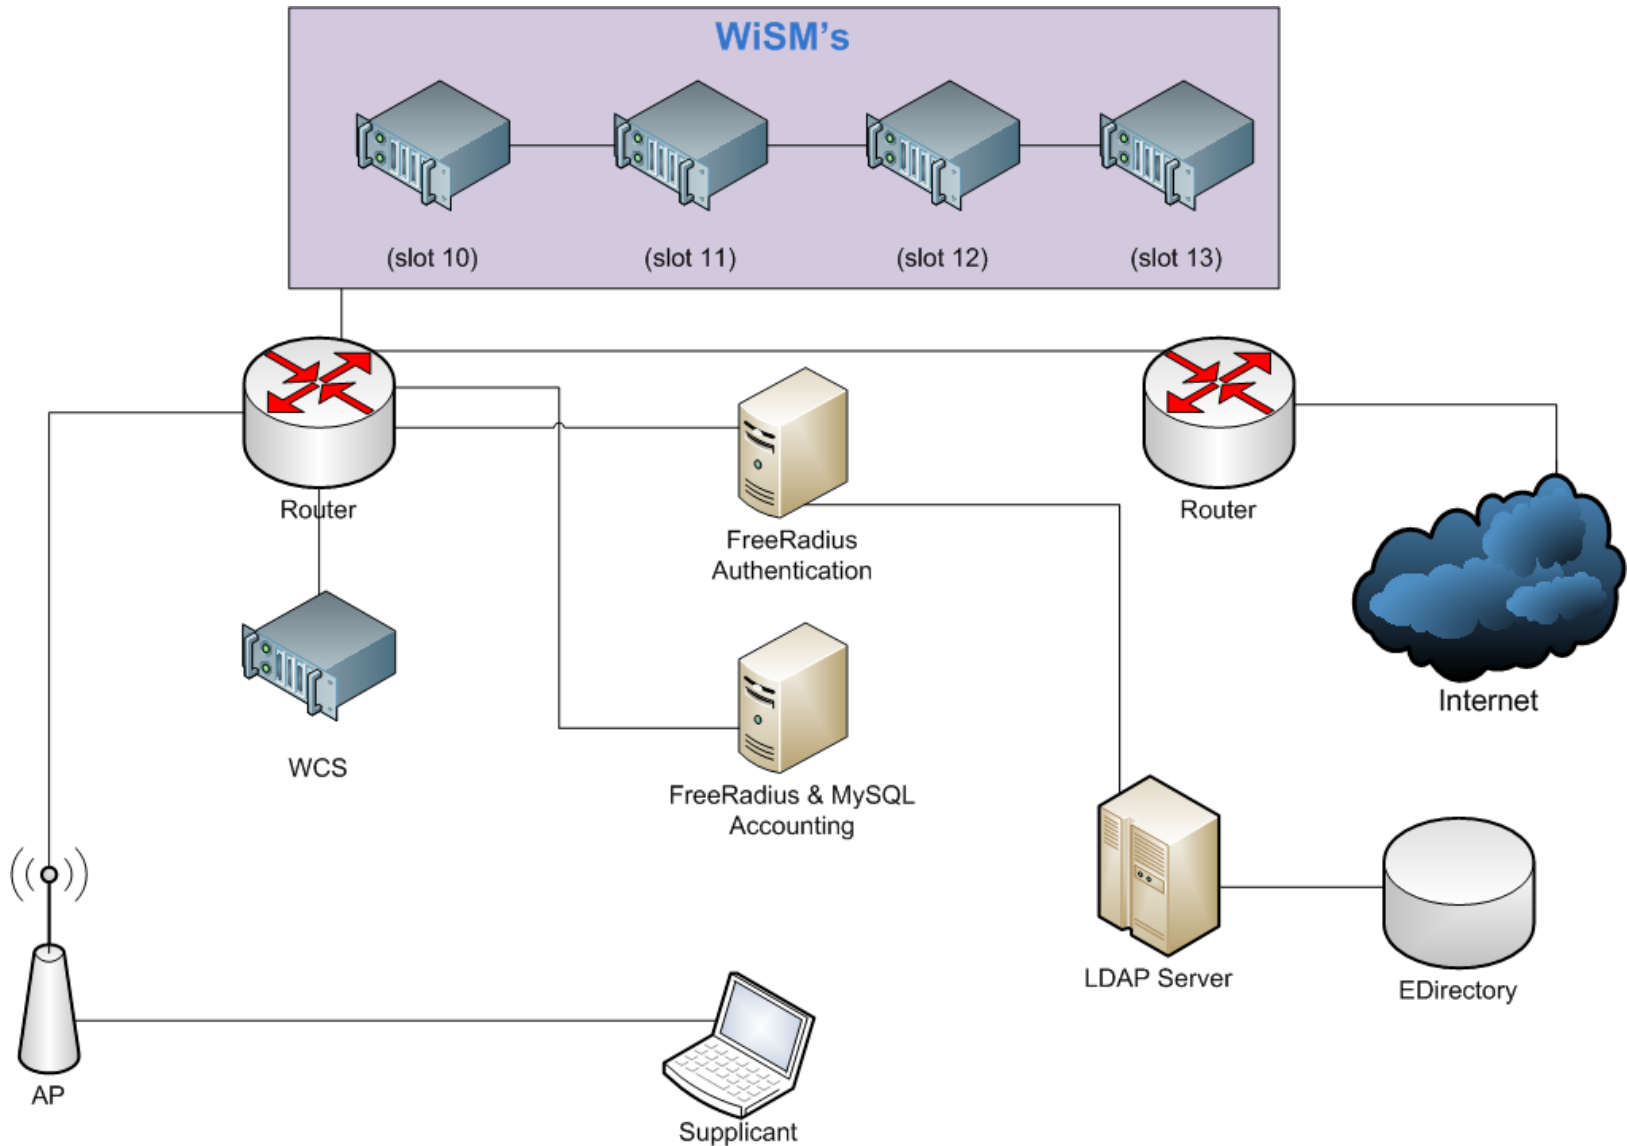 WiSM's
(slot 10)
(slot 11)
(slot 12)
(slot 13)
Router
Router
FreeRadius
Authentication
Internet
WCS
FreeRadius & MySQL
Accounting
LDAP Server
EDirectory
AP
Supplicant